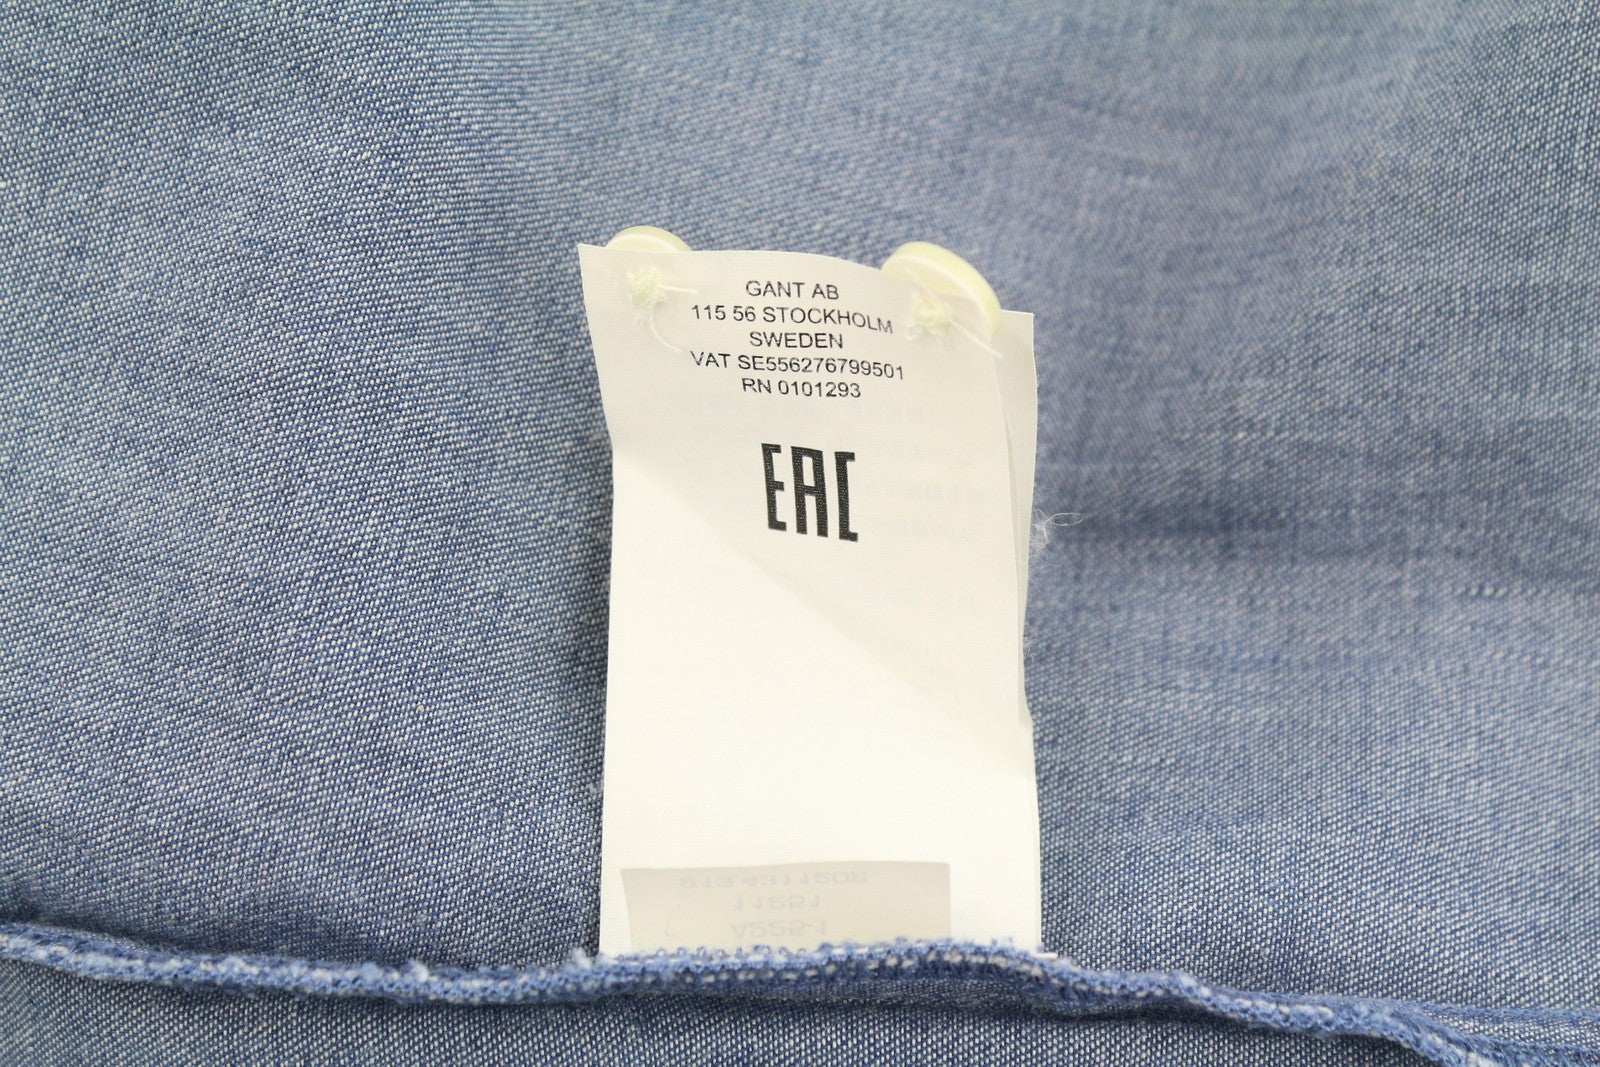 GANT AB
115 56 STOCKHOLM
SWEDEN
VAT SE556276799501
RN 0101293
EAC